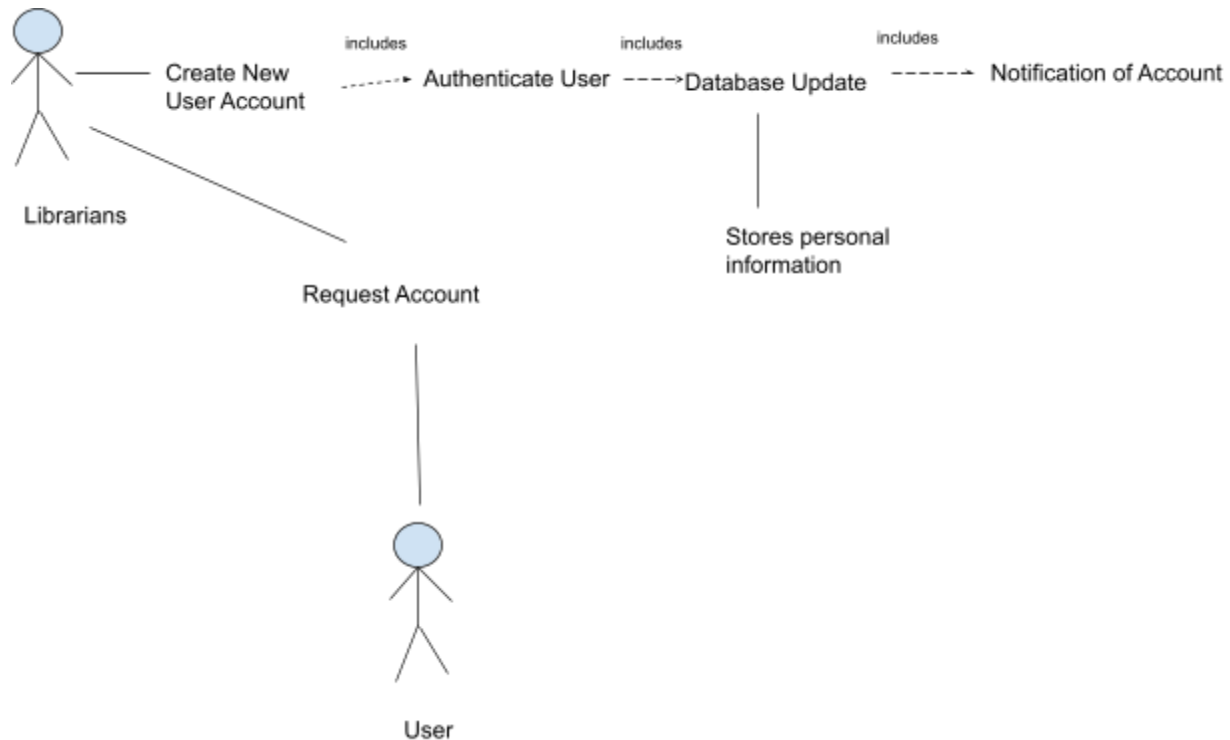 includes
includes
includes
Create New
User Account
Authenticate User
Database Update
Notification of Account
Librarians
Stores personal
information
Request Account
User